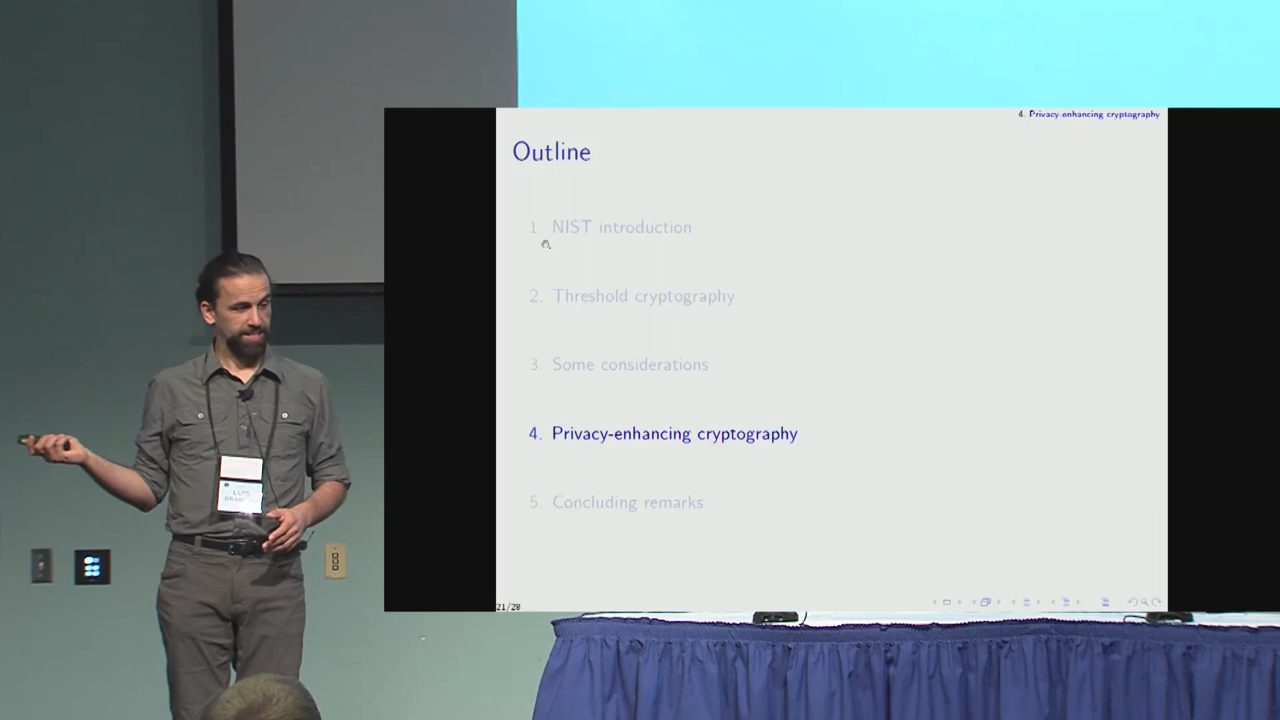 4. Privacy-enhancing cryptography
Outline
1. NIST introduction
2. Threshold cryptography
3. Some considerations
4. Privacy-enhancing cryptography
5. Concluding remarks
21/28
LUIS